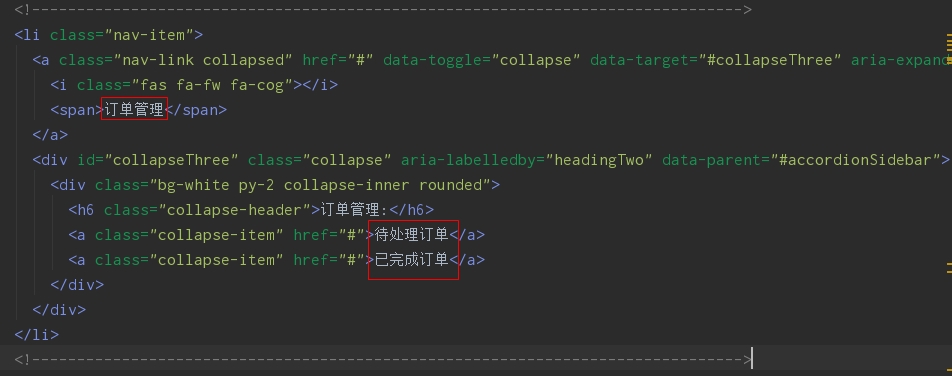 <!------------------------------------------------------------------------------->
<li class="nav-item">
<a class="nav-link collapsed" href="#" data-toggle="collapse" data-target="#collapseThree" aria-expand
<i class="fas fa-fw fa-cog"></i>
<span>订单管理</span>
</a>
<div id="collapseThree" class="collapse" aria-labelledby="headingTwo" data-parent="#accordionSidebar">
<div class="bg-white py-2 collapse-inner rounded">
<h6 class="collapse-header">订单管理:</h6>
<a class="collapse-item" href="#">待处理订单</a>
<a class="collapse-item" href="#">已完成订单</a>
</div>
</div>
</li>
<!------------------------------------------------------------------------------->